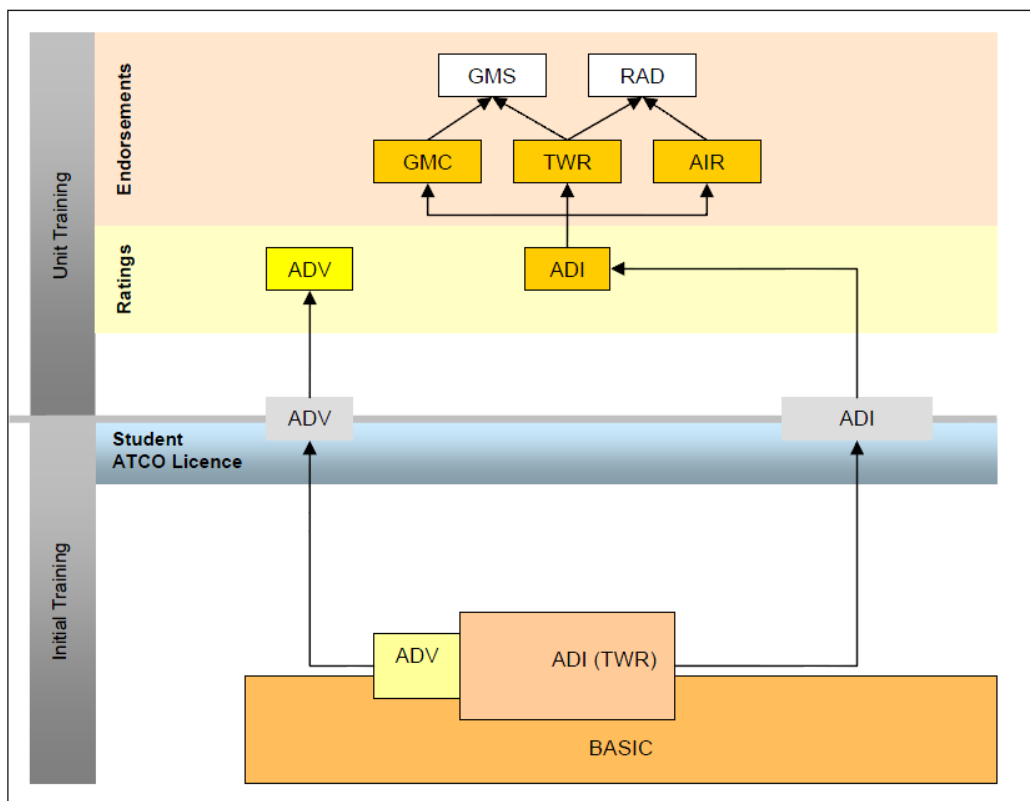 Unit Training
Endorsements
GMS
RAD
GMC
TWR
AIR
Ratings
ADV
ADI
ADV
ADI
Student
ATCO Licence
Initial Training
ADV
ADI (TWR)
BASIC